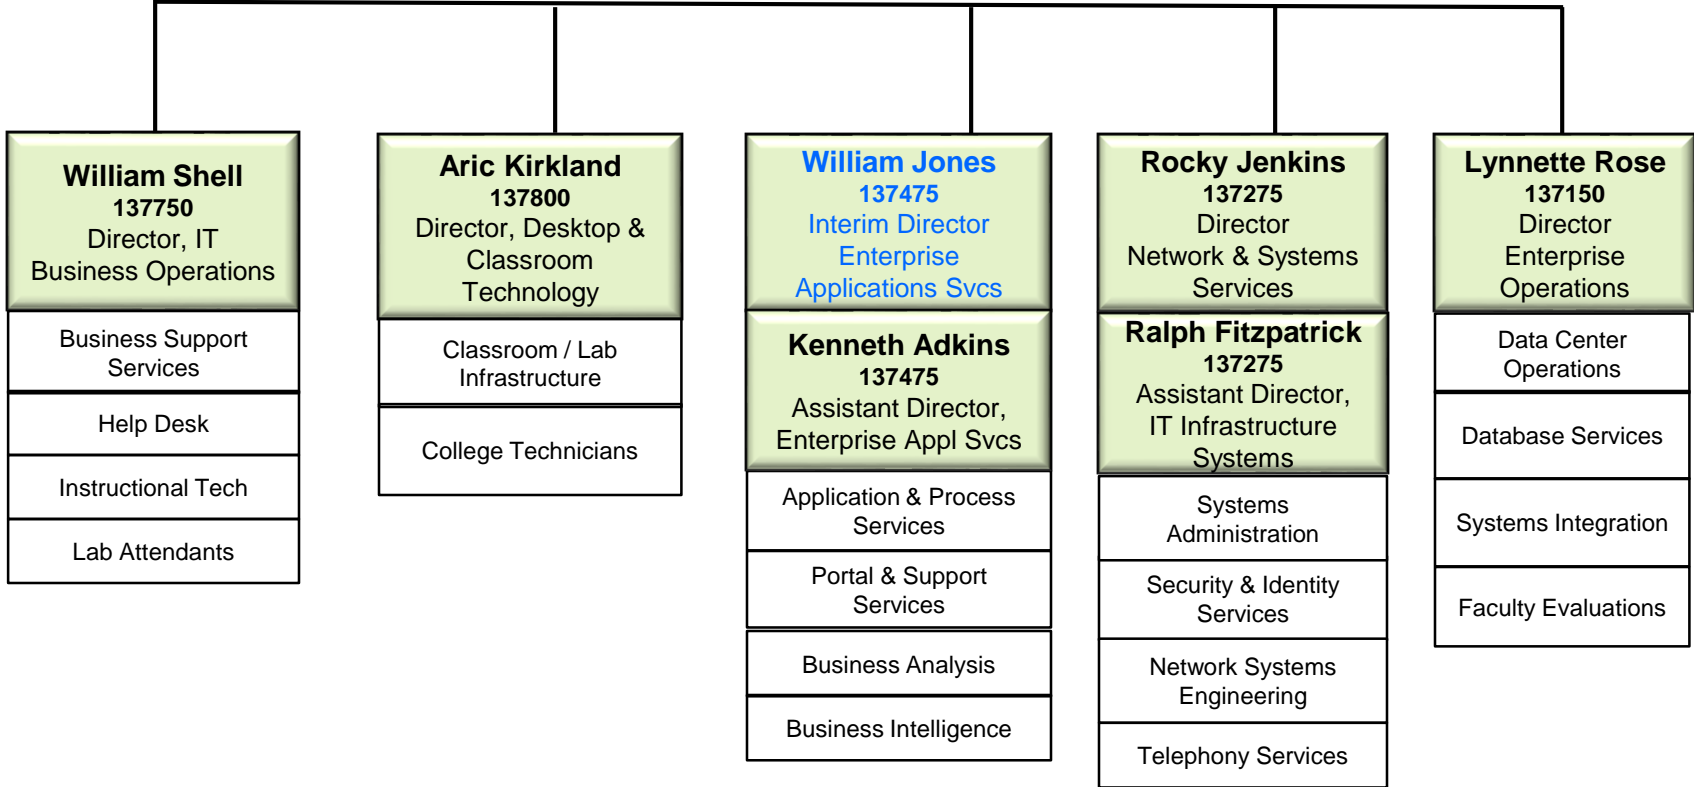 William Shell
137750
Director, IT
Business Operations
Business Support
Services
Help Desk
Instructional Tech
Lab Attendants
Aric Kirkland
137800
Director, Desktop &
Classroom
Technology
Classroom / Lab
Infrastructure
College Technicians
William Jones
137475
Interim Director
Enterprise
Applications Svcs
Kenneth Adkins
137475
Assistant Director,
Enterprise Appl Svcs
Application & Process
Services
Portal & Support
Services
Business Analysis
Business Intelligence
Rocky Jenkins
137275
Director
Network & Systems
Services
Ralph Fitzpatrick
137275
Assistant Director,
IT Infrastructure
Systems
Systems
Administration
Security & Identity
Services
Network Systems
Engineering
Telephony Services
Lynnette Rose
137150
Director
Enterprise
Operations
Data Center
Operations
Database Services
Systems Integration
Faculty Evaluations